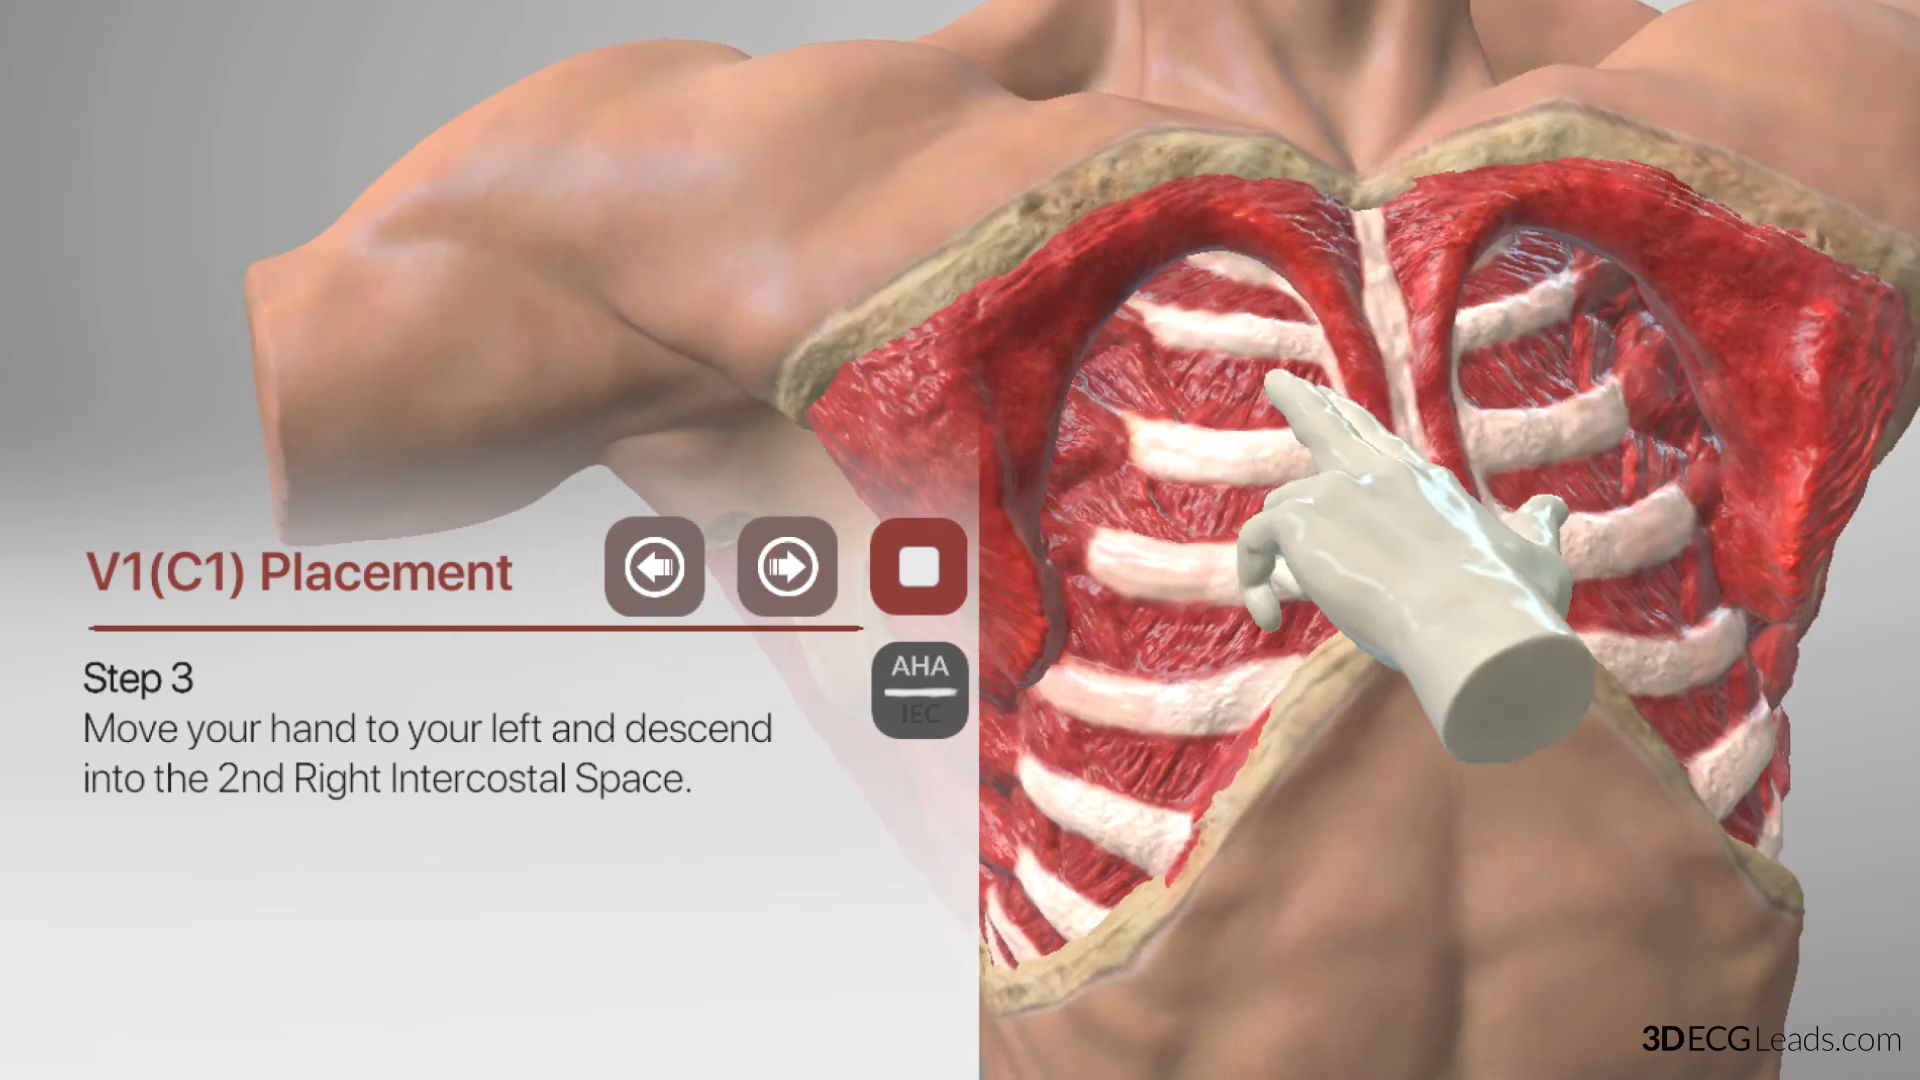 V1(C1) Placement
AHA
IEC
Step 3
Move your hand to your left and descend
into the 2nd Right Intercostal Space.
3DECGLeads.com